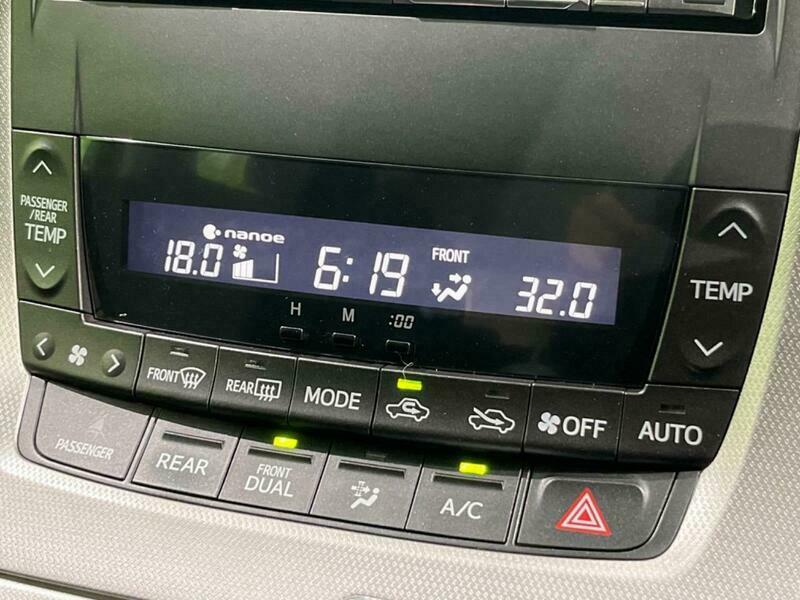 PASSENGER
/REAR
TEMP
nanoe
18.0
6:19
FRONT
32.0
H
M
:00
TEMP
FRONT
REAR
MODE
OFF
AUTO
PASSENGER
REAR
FRONT
DUAL
A/C